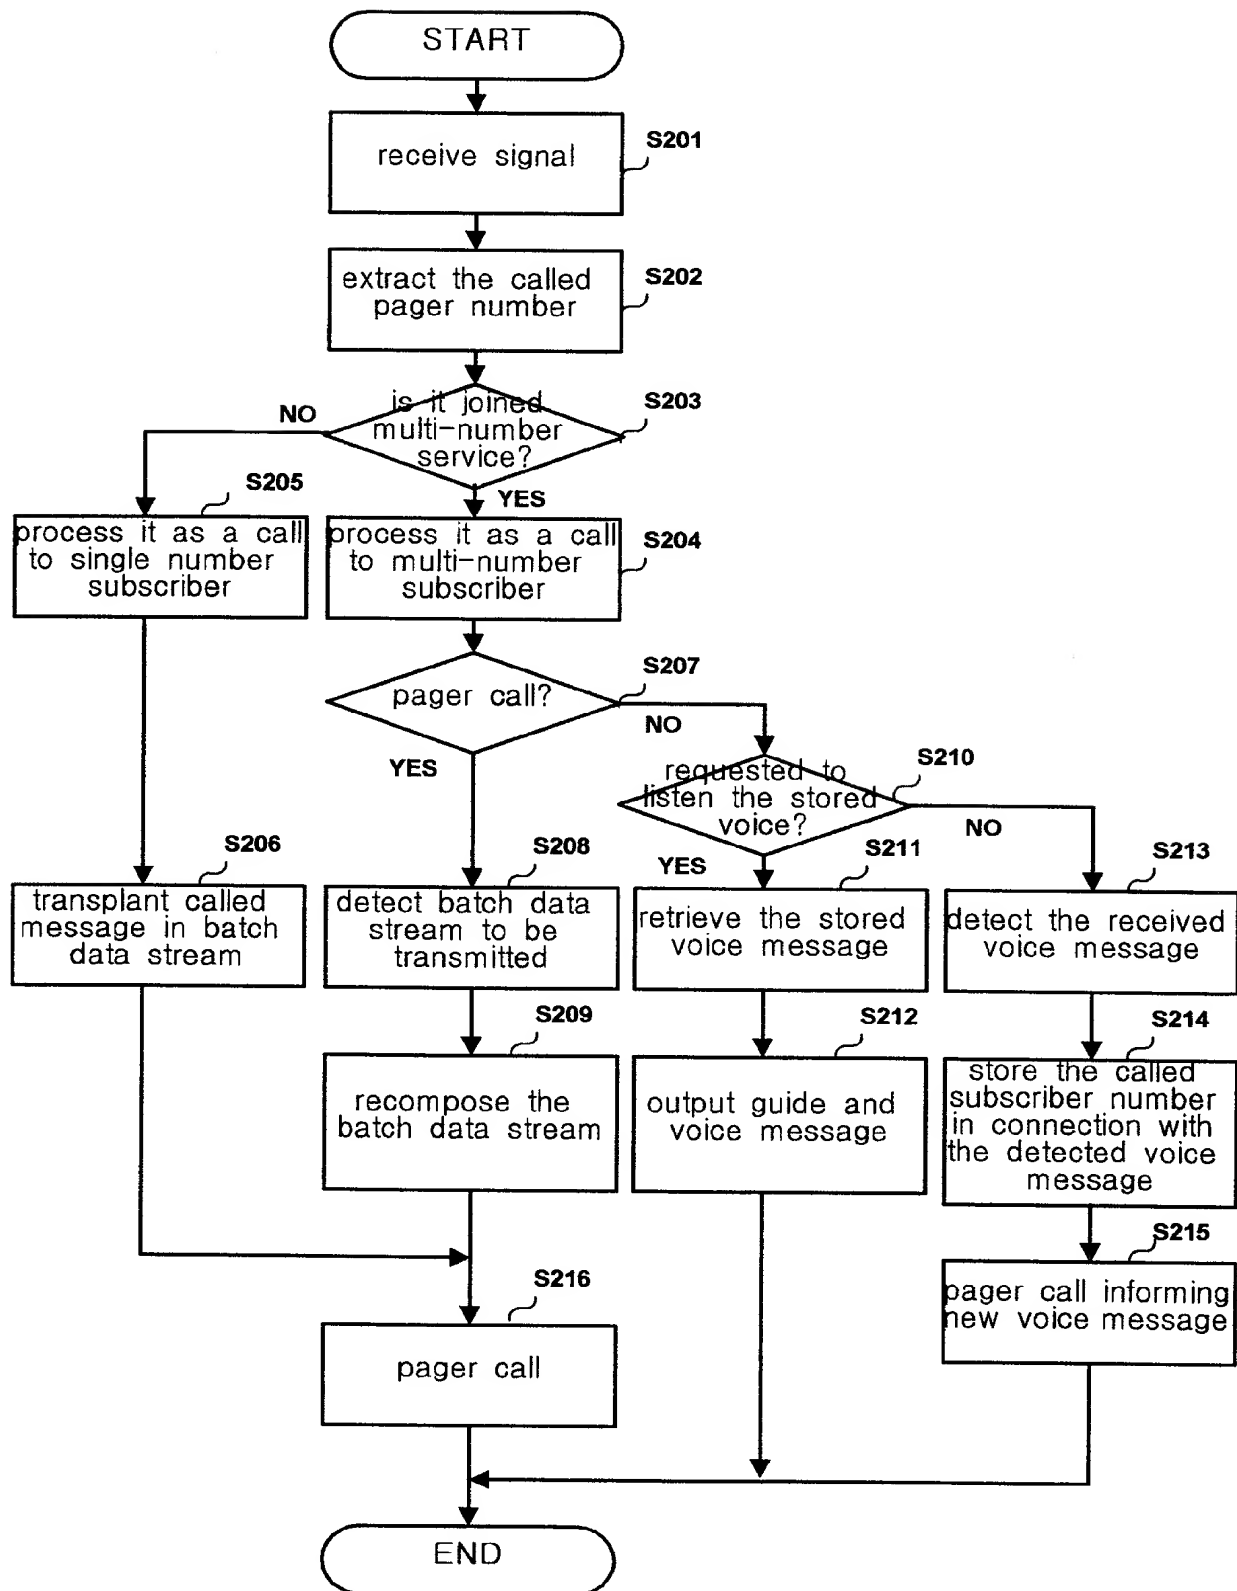 START
receive signal
S201
extract the called
pager number
S202
is it joined
multi-number
service?
S203
NO
YES
S205
process it as a call
to single number
subscriber
process it as a call
to multi-number
subscriber
S204
pager call?
S207
NO
YES
requested to
listen the stored
voice?
S210
NO
YES
S206
transplant called
message in batch
data stream
S208
detect batch data
stream to be
transmitted
S211
retrieve the stored
voice message
S213
detect the received
voice message
S209
recompose the
batch data stream
S212
output guide and
voice message
S214
store the called
subscriber number
in connection with
the detected voice
message
S215
pager call informing
new voice message
S216
pager call
END